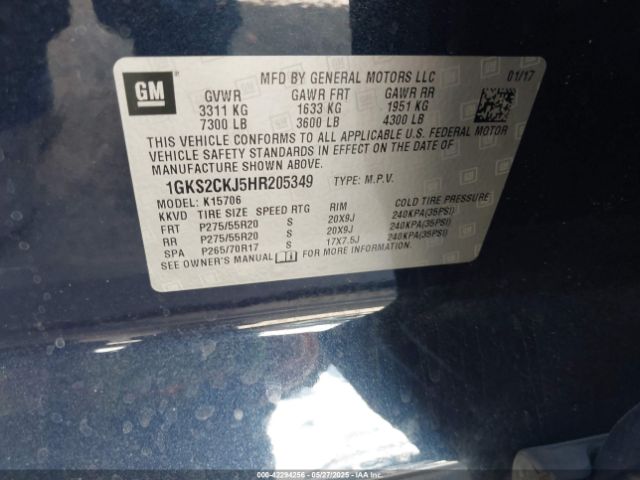 GM
MFD BY GENERAL MOTORS LLC 01/17
GVWR GAWR FRT GAWR RR
3311 KG 1633 KG 1951 KG
7300 LB 3600 LB 4300 LB
THIS VEHICLE CONFORMS TO ALL APPLICABLE U.S. FEDERAL MOTOR
VEHICLE SAFETY STANDARDS IN EFFECT ON THE DATE OF
MANUFACTURE SHOWN ABOVE.
1GKS2CKJ5HR205349 TYPE: M.P.V.
MODEL: K15706
KKVD TIRE SIZE SPEED RTG RIM COLD TIRE PRESSURE
FRT P275/55R20 S 20X9J 240KPA(35PSI)
RR P275/55R20 S 20X9J 240KPA(35PSI)
SPA P265/70R17 S 17X7.5J 240KPA(35PSI)
SEE OWNER'S MANUAL FOR MORE INFORMATION.
000-42294256 05/27/2025 IAAI.COM